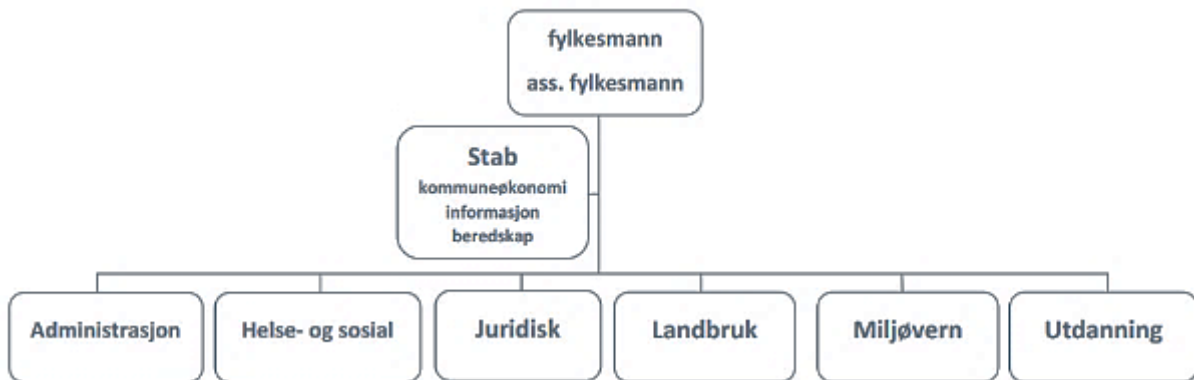 fylkesmann
ass. fylkesmann
Stab
kommuneøkonomi
informasjon
beredskap
Administrasjon
Helse- og sosial
Juridisk
Landbruk
Miljøvern
Utdanning